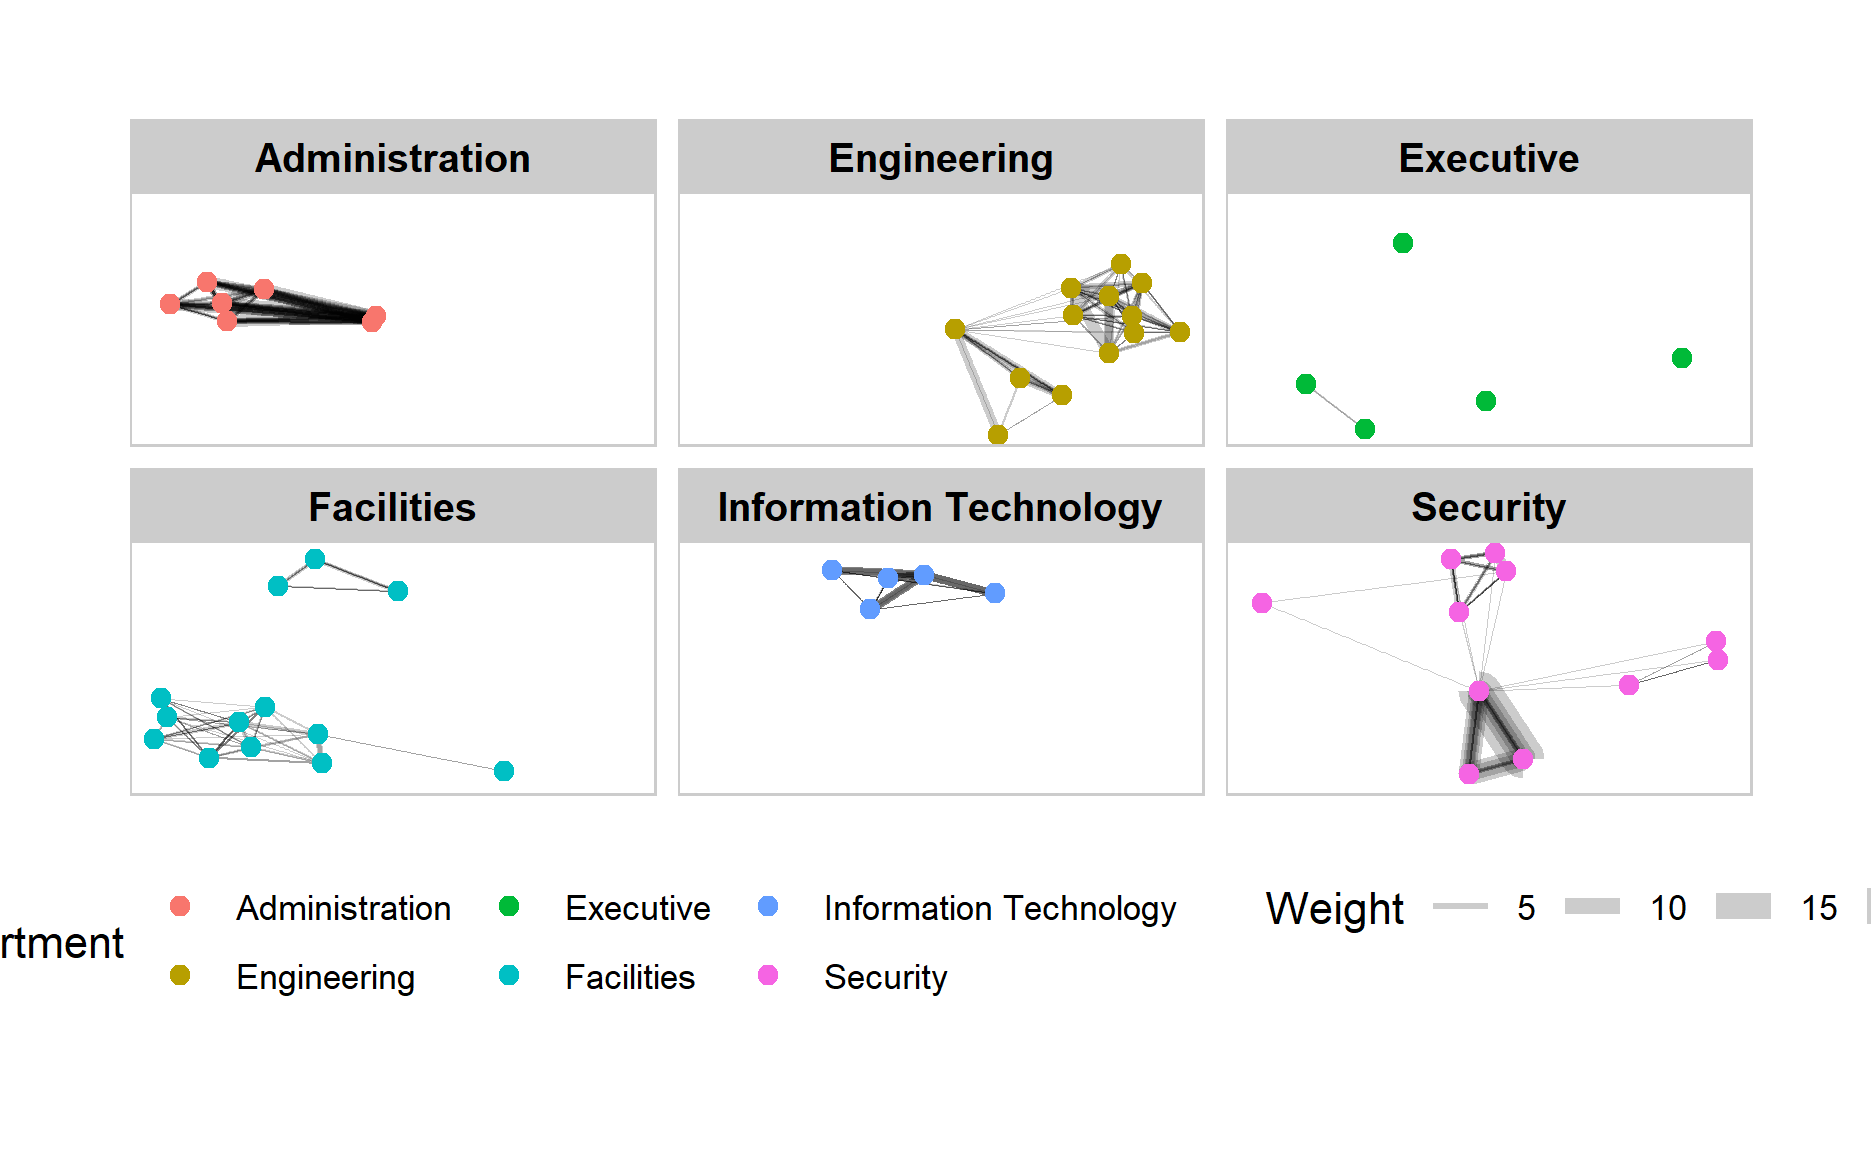 Administration
Engineering
Executive
Facilities
Information Technology
Security
rtment
Administration
Executive
Information Technology
Engineering
Facilities
Security
Weight
5
10
15